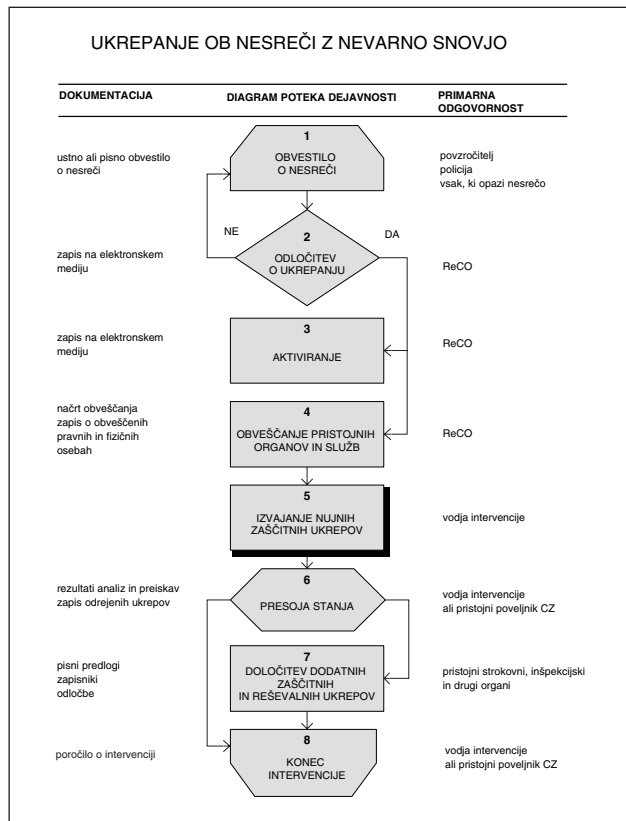 UKREPANJE OB NESREČI Z NEVARNO SNOVJO
DOKUMENTACIJA
DIAGRAM POTEKA DEJAVNOSTI
PRIMARNA
ODGOVORNOST
ustno ali pisno obvestilo
o nesreči
1
OBVESTILO
O NESREČI
povzročitelj
policija
vsak, ki opazi nesrečo
NE
DA
zapis na elektronskem
mediju
2
ODLOČITEV
O UKREPANJU
ReCO
zapis na elektronskem
mediju
3
AKTIVIRANJE
ReCO
načrt obveščanja
zapis o obveščenih
pravnih in fizičnih
osebah
4
OBVEŠČANJE PRISTOJNIH
ORGANOV IN SLUŽB
ReCO
5
IZVAJANJE NUJNIH
ZAŠČITNIH UKREPOV
vodja intervencije
rezultati analiz in preiskav
zapis odrejenih ukrepov
6
PRESOJA STANJA
vodja intervencije
ali pristojni poveljnik CZ
pisni predlogi
zapisniki
odločbe
7
DOLOČITEV DODATNIH
ZAŠČITNIH
IN REŠEVALNIH UKREPOV
pristojni strokovni, inšpekcijski
in drugi organi
poročilo o intervenciji
8
KONEC
INTERVENCIJE
vodja intervencije
ali pristojni poveljnik CZ